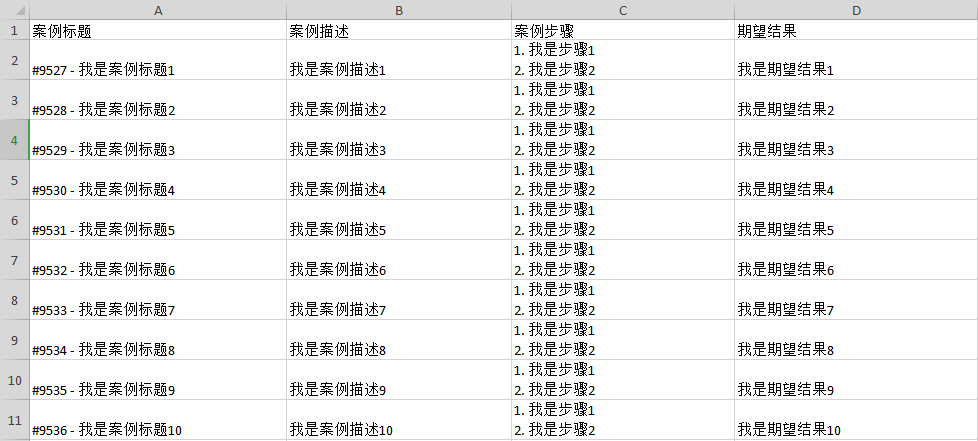 A B C D
1 案例标题 案例描述 案例步骤 期望结果
1. 我是步骤1
2 #9527 - 我是案例标题1 我是案例描述1 2. 我是步骤2 我是期望结果1
1. 我是步骤1
3 #9528 - 我是案例标题2 我是案例描述2 2. 我是步骤2 我是期望结果2
1. 我是步骤1
4 #9529 - 我是案例标题3 我是案例描述3 2. 我是步骤2 我是期望结果3
1. 我是步骤1
5 #9530 - 我是案例标题4 我是案例描述4 2. 我是步骤2 我是期望结果4
1. 我是步骤1
6 #9531 - 我是案例标题5 我是案例描述5 2. 我是步骤2 我是期望结果5
1. 我是步骤1
7 #9532 - 我是案例标题6 我是案例描述6 2. 我是步骤2 我是期望结果6
1. 我是步骤1
8 #9533 - 我是案例标题7 我是案例描述7 2. 我是步骤2 我是期望结果7
1. 我是步骤1
9 #9534 - 我是案例标题8 我是案例描述8 2. 我是步骤2 我是期望结果8
1. 我是步骤1
10 #9535 - 我是案例标题9 我是案例描述9 2. 我是步骤2 我是期望结果9
1. 我是步骤1
11 #9536 - 我是案例标题10 我是案例描述10 2. 我是步骤2 我是期望结果10